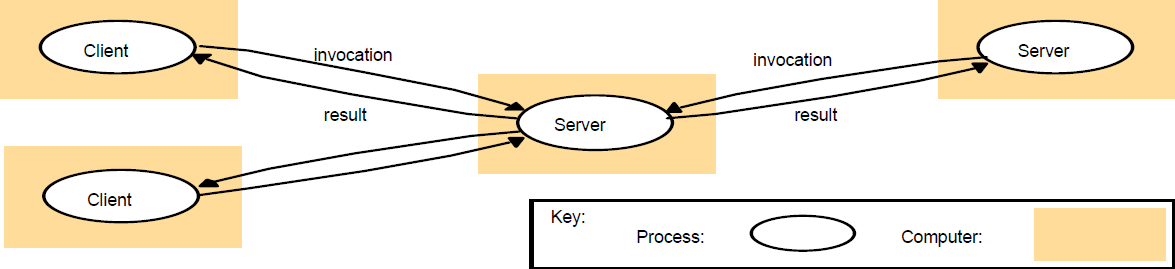 Client
invocation
result
Client
Server
invocation
result
Server
Key:
Process:
Computer: